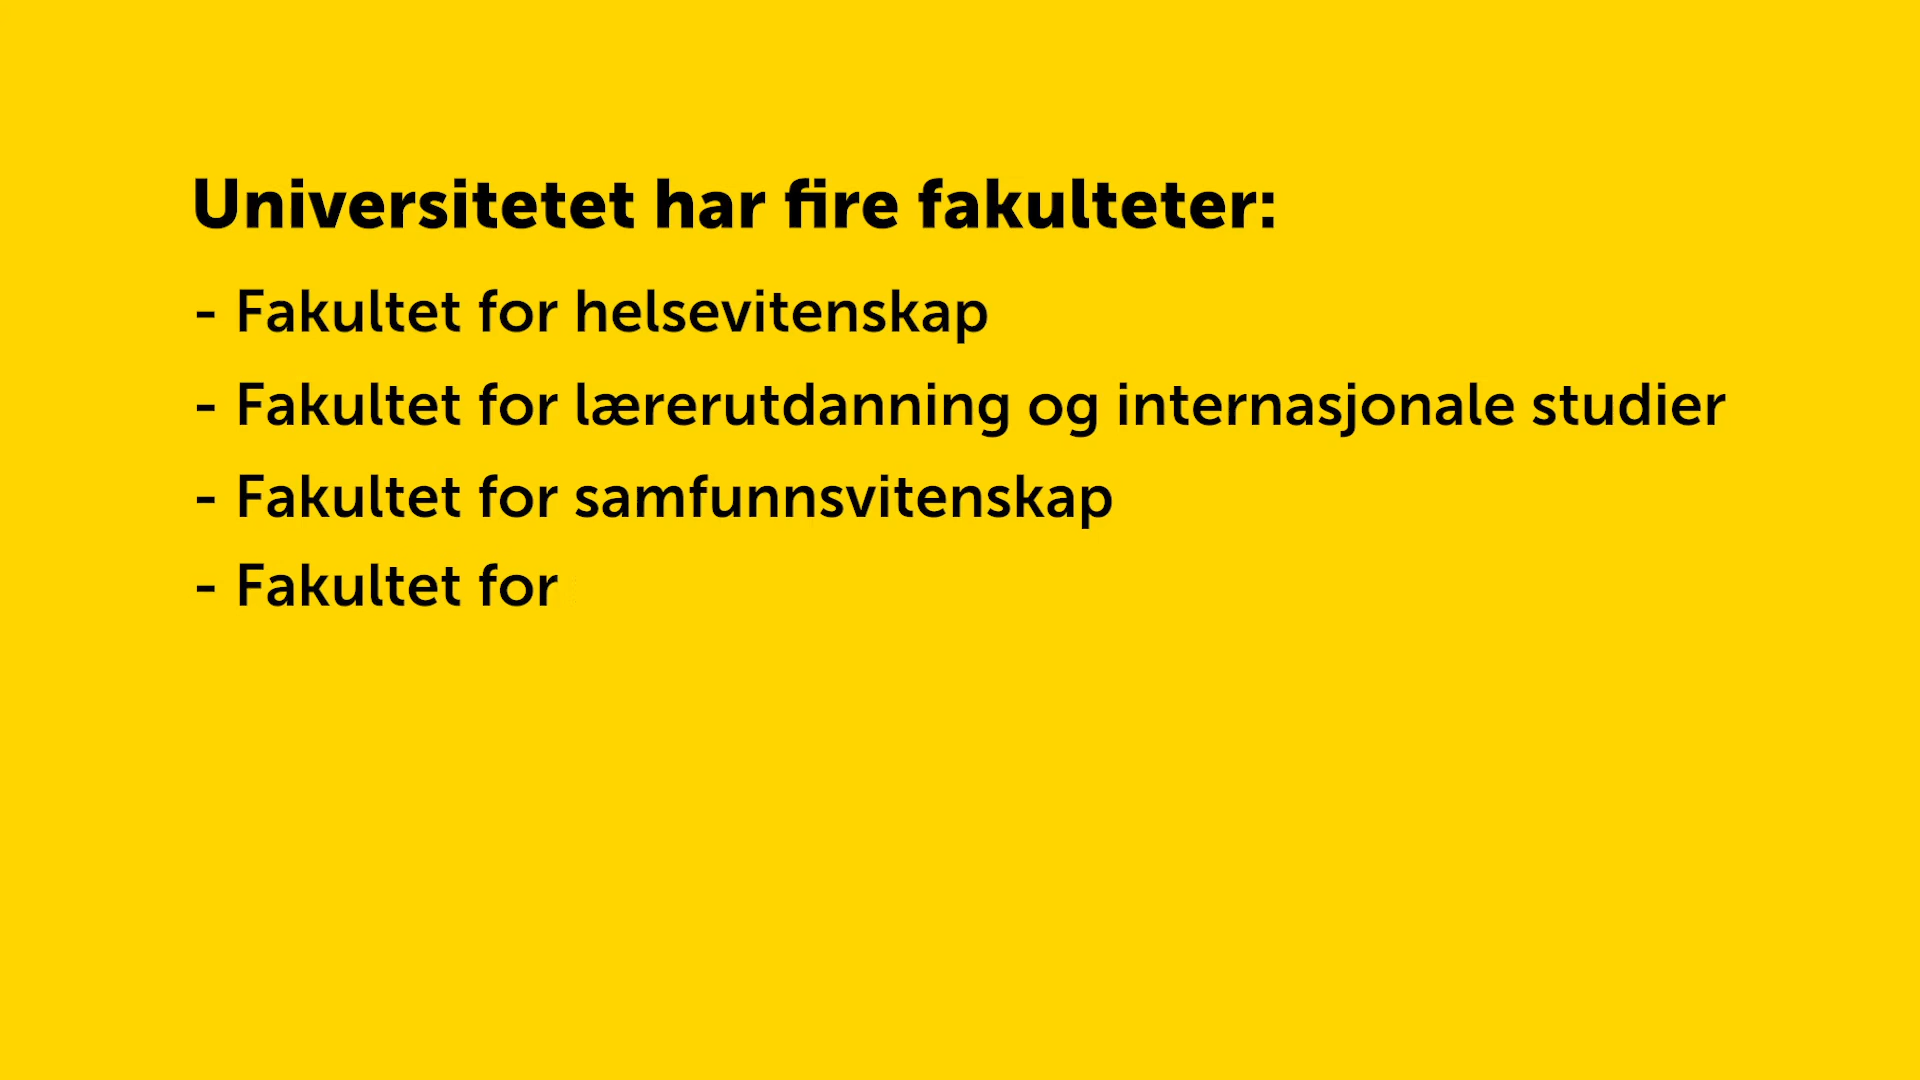 Universitetet har fire fakulteter:
- Fakultet for helsevitenskap
- Fakultet for lærerutdanning og internasjonale studier
- Fakultet for samfunnsvitenskap
- Fakultet for